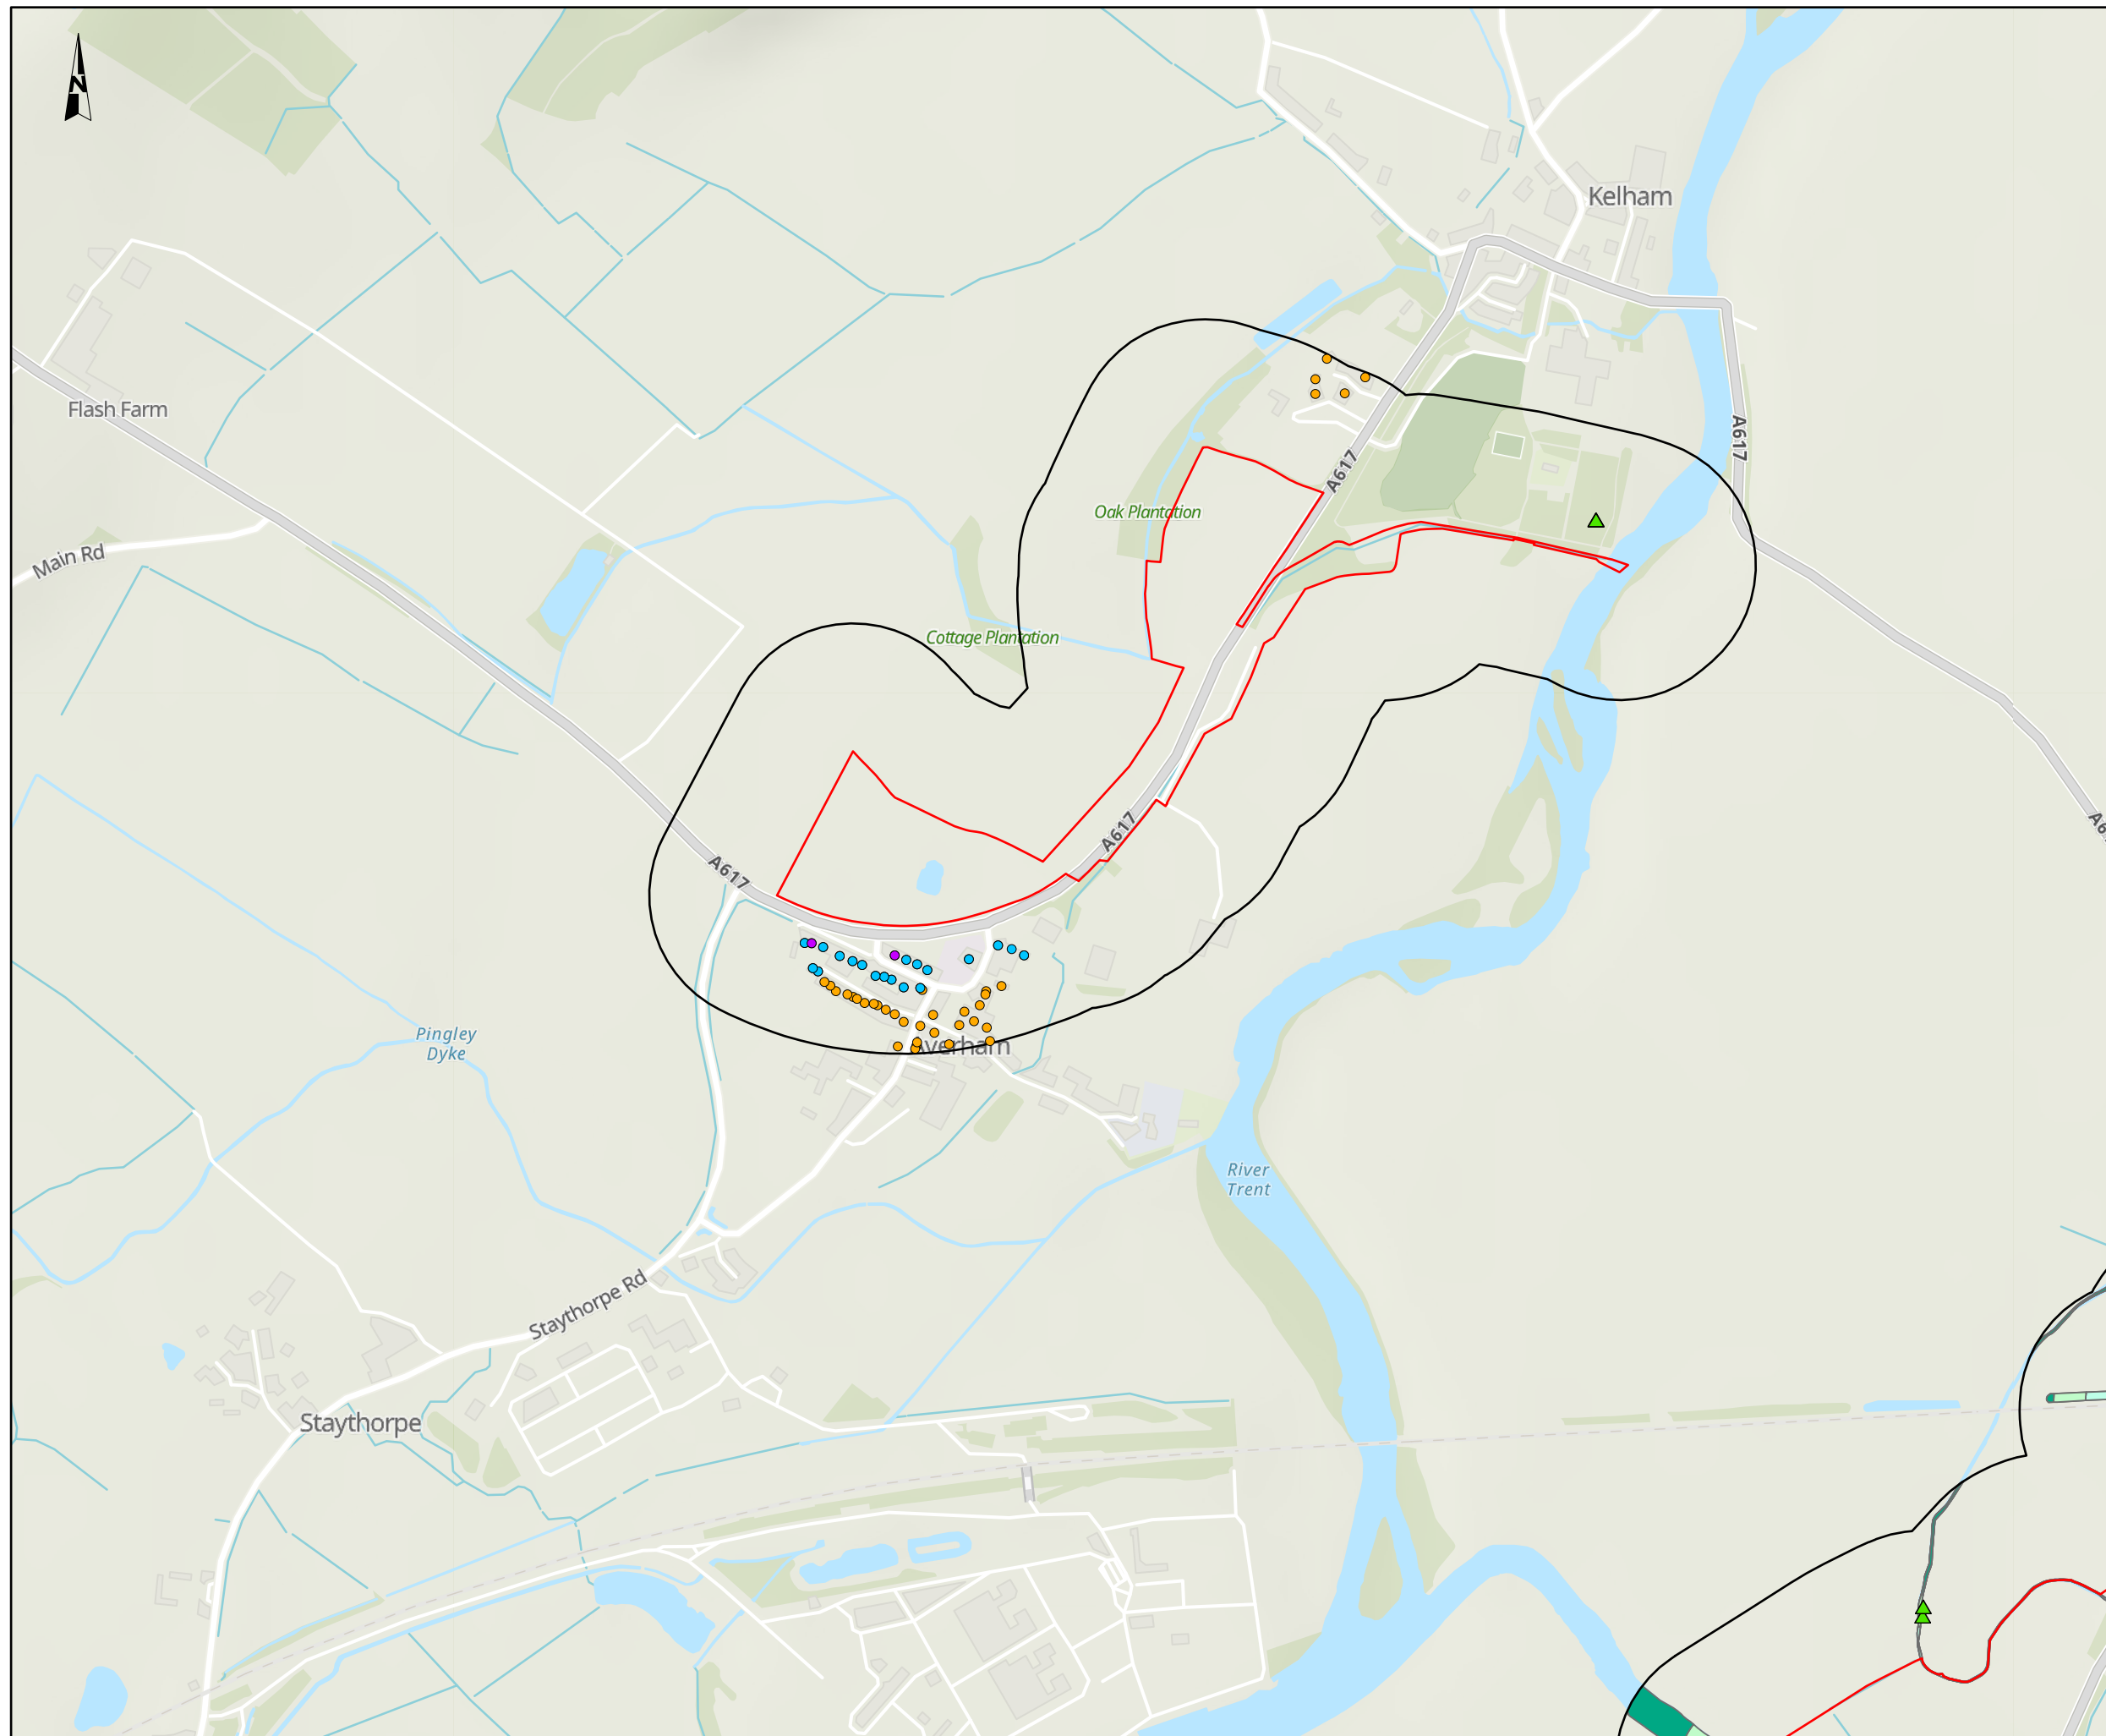 N
Kelham
Flash Farm
A617
A617
Oak Plantation
Main Rd
Cottage Plantation
A617
A617
Averham
Pingley
Dyke
River
Trent
Staythorpe Rd
Staythorpe